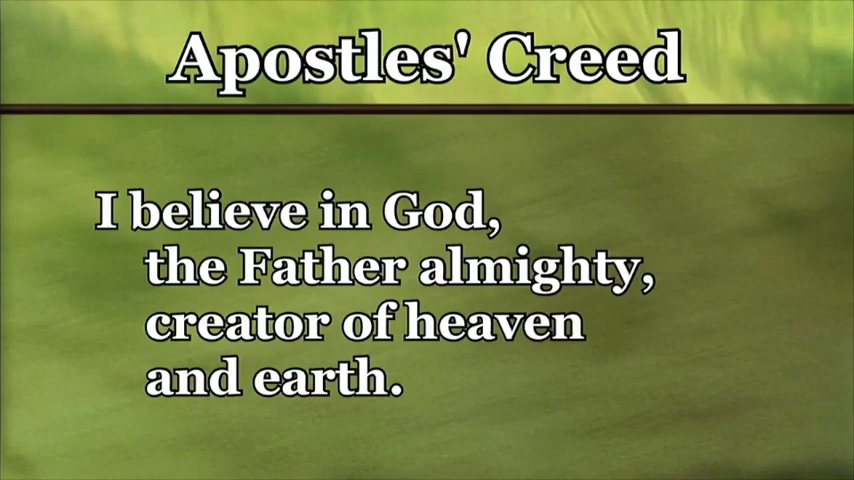 Apostles' Creed
I believe in God,
the Father almighty,
creator of heaven
and earth.